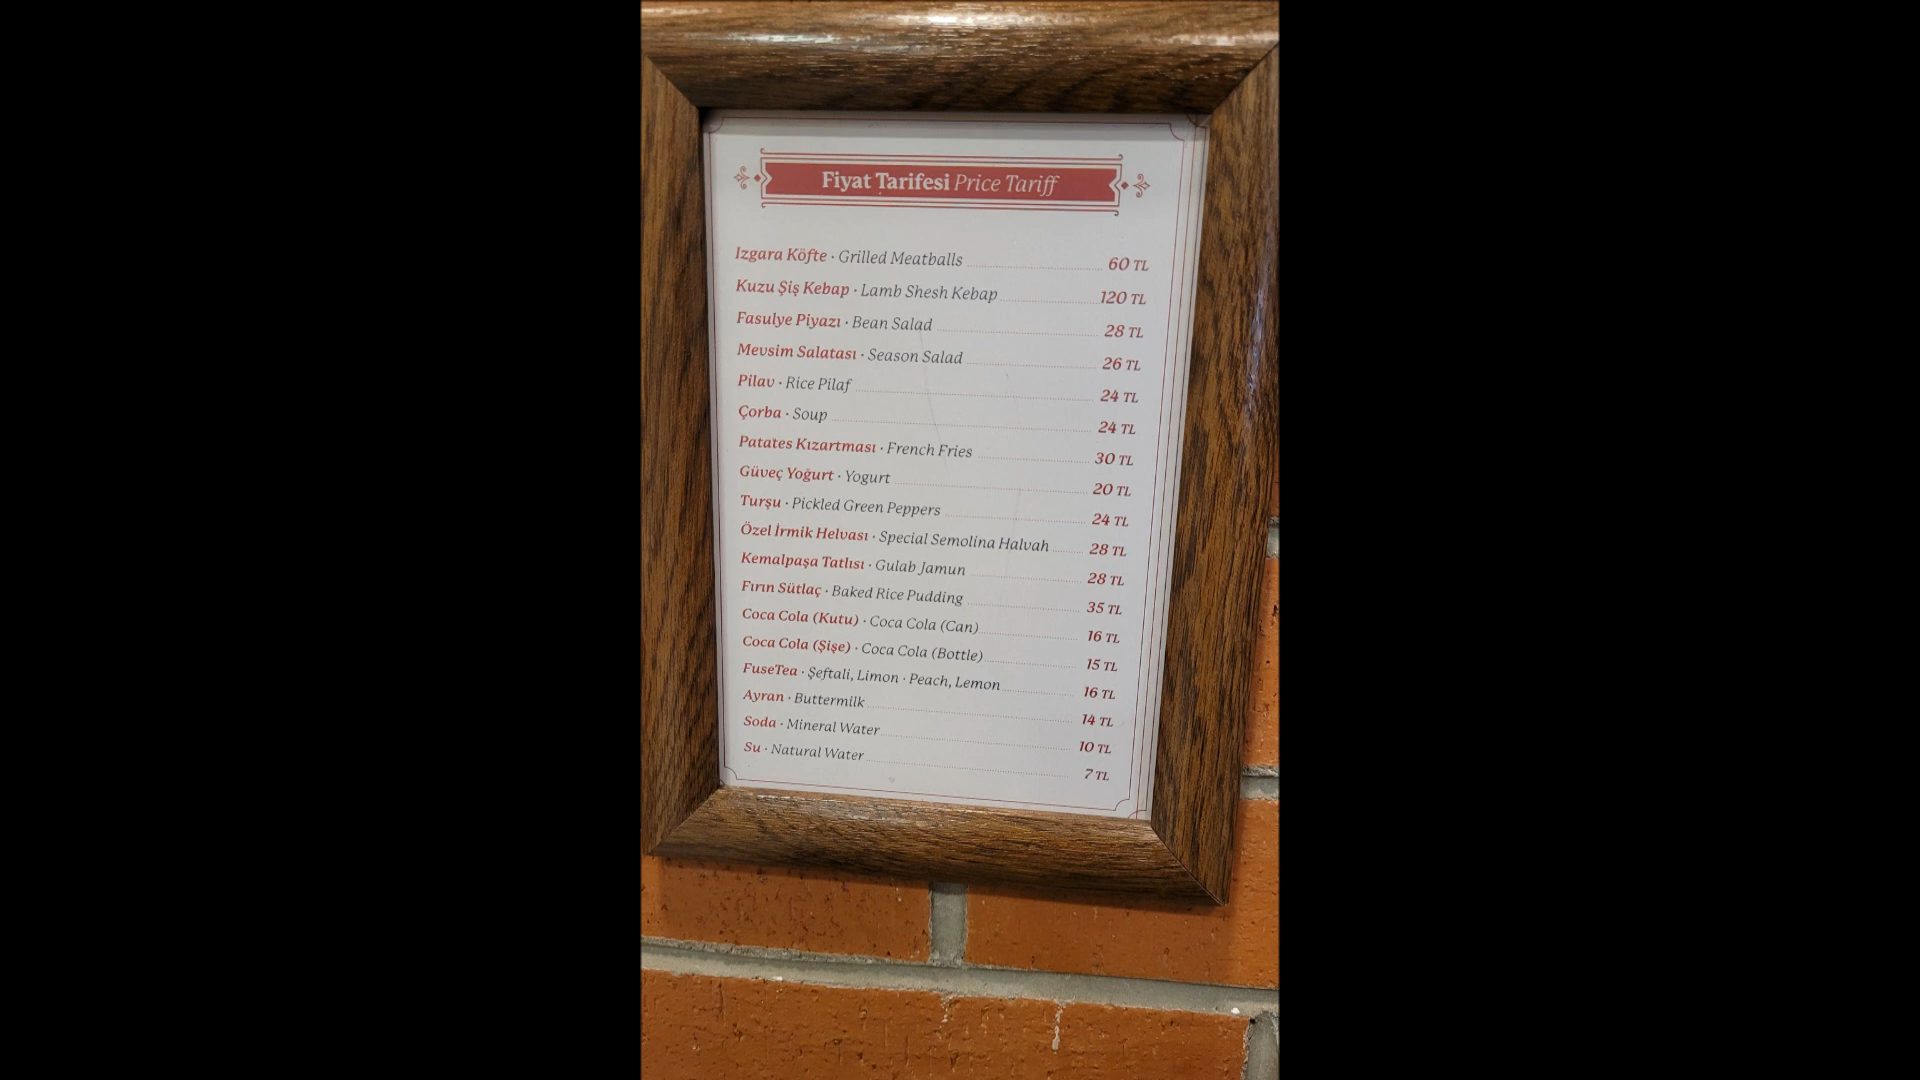 Fiyat Tarifesi Price Tariff
Izgara Köfte · Grilled Meatballs 60 TL
Kuzu Şiş Kebap · Lamb Shesh Kebap 120 TL
Fasulye Piyazı · Bean Salad 28 TL
Mevsim Salatası · Season Salad 26 TL
Pilav · Rice Pilaf 24 TL
Çorba · Soup 24 TL
Patates Kızartması · French Fries 30 TL
Güveç Yoğurt · Yogurt 20 TL
Turşu · Pickled Green Peppers 24 TL
Özel İrmik Helvası · Special Semolina Halvah 28 TL
Kemalpaşa Tatlısı · Gulab Jamun 28 TL
Fırın Sütlaç · Baked Rice Pudding 35 TL
Coca Cola (Kutu) · Coca Cola (Can) 16 TL
Coca Cola (Şişe) · Coca Cola (Bottle) 15 TL
FuseTea · Şeftali, Limon · Peach, Lemon 16 TL
Ayran · Buttermilk 14 TL
Soda · Mineral Water 10 TL
Su · Natural Water 7 TL